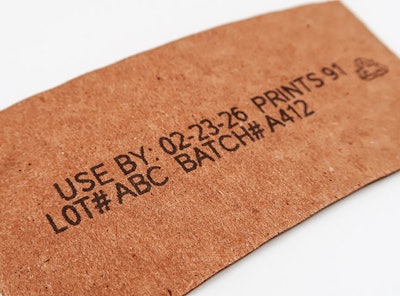 USE BY: 02-23-26 PRINTS 91
LOT# ABC BATCH# A412